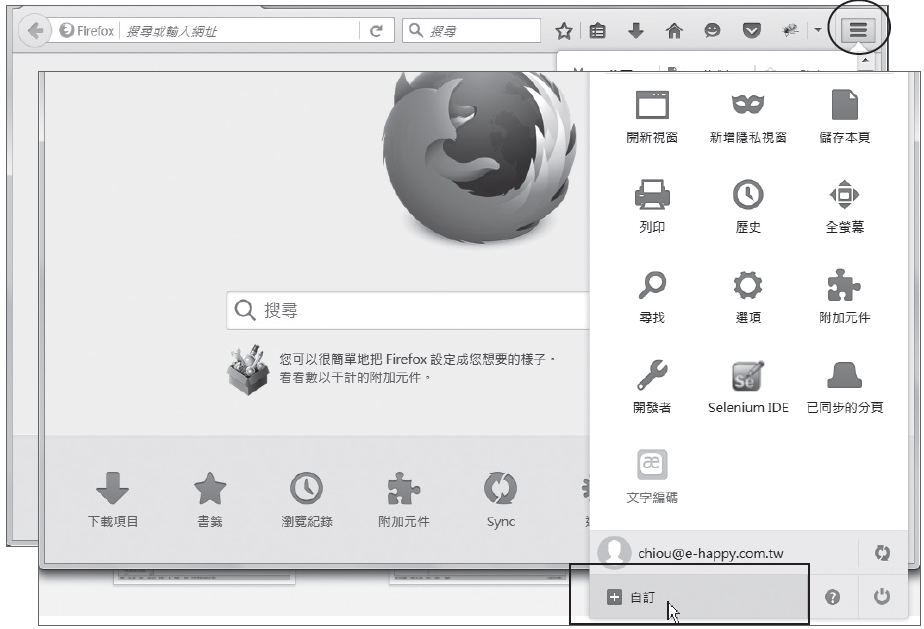 Firefox 搜尋或輸入網址
搜尋
開新視窗 新增隱私視窗 儲存本頁
列印 歷史 全螢幕
搜尋
尋找 選項 附加元件
您可以很簡單地把 Firefox 設定成您想要的樣子。
看看數以千計的附加元件。
開發者 Selenium IDE 已同步的分頁
文字編碼
下載項目 書籤 瀏覽紀錄 附加元件 Sync
chiou@e-happy.com.tw
自訂